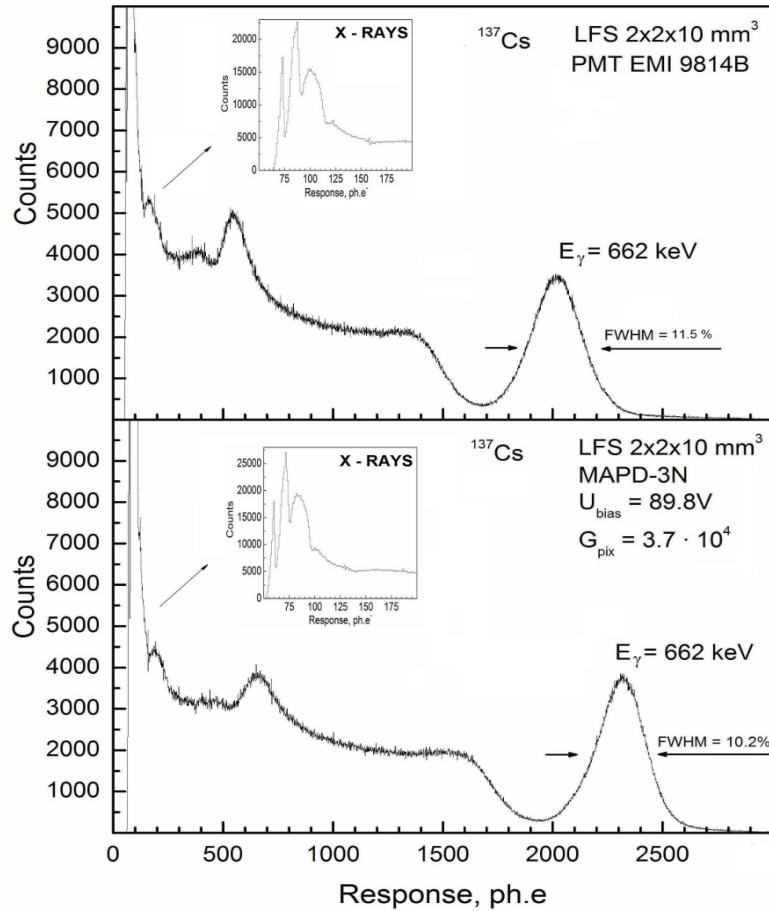 9000
8000
7000
6000
5000
4000
3000
2000
1000
Counts
X - RAYS
20000
15000
10000
5000
0
Counts
75 100 125 150 175
Response, ph.e⁻
¹³⁷Cs
LFS 2x2x10 mm³
PMT EMI 9814B
Eγ = 662 keV
FWHM = 11.5 %
9000
8000
7000
6000
5000
4000
3000
2000
1000
Counts
X - RAYS
25000
20000
15000
10000
5000
0
Counts
75 100 125 150 175
Response, ph.e⁻
¹³⁷Cs
LFS 2x2x10 mm³
MAPD-3N
U_bias = 89.8V
G_pix = 3.7 · 10⁴
Eγ = 662 keV
FWHM = 10.2%
0 500 1000 1500 2000 2500
Response, ph.e